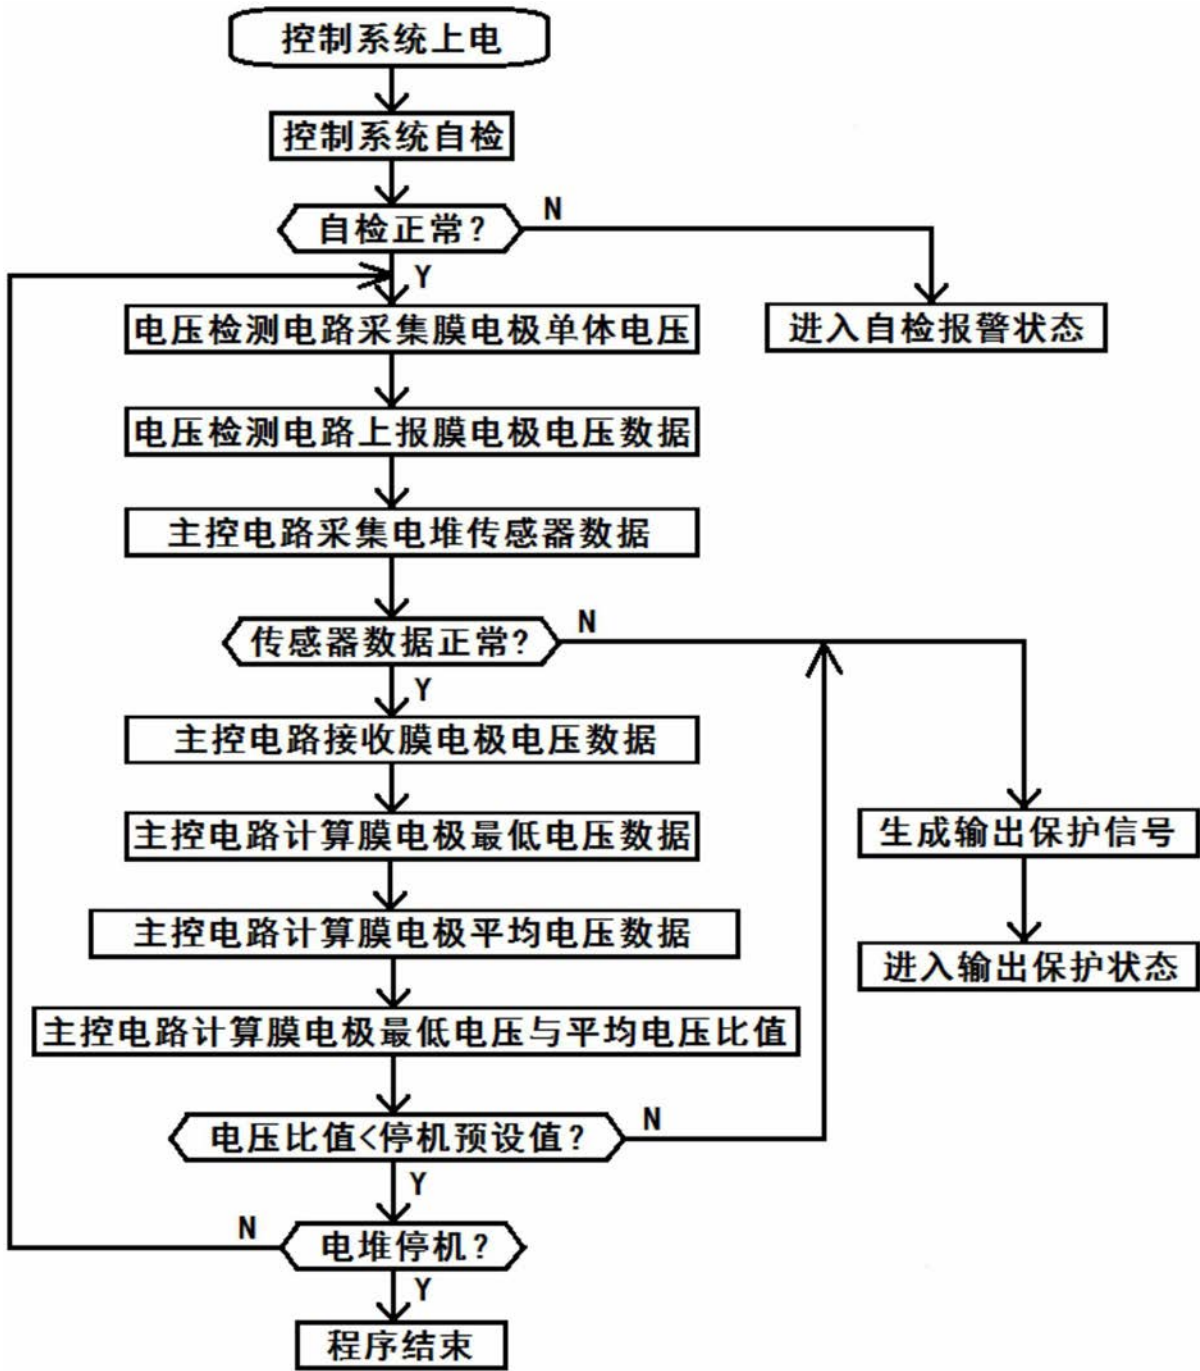 控制系统上电
控制系统自检
自检正常?
N
Y
电压检测电路采集膜电极单体电压
进入自检报警状态
电压检测电路上报膜电极电压数据
主控电路采集电堆传感器数据
传感器数据正常?
N
Y
主控电路接收膜电极电压数据
主控电路计算膜电极最低电压数据
生成输出保护信号
主控电路计算膜电极平均电压数据
进入输出保护状态
主控电路计算膜电极最低电压与平均电压比值
电压比值<停机预设值?
N
Y
电堆停机?
N
Y
程序结束